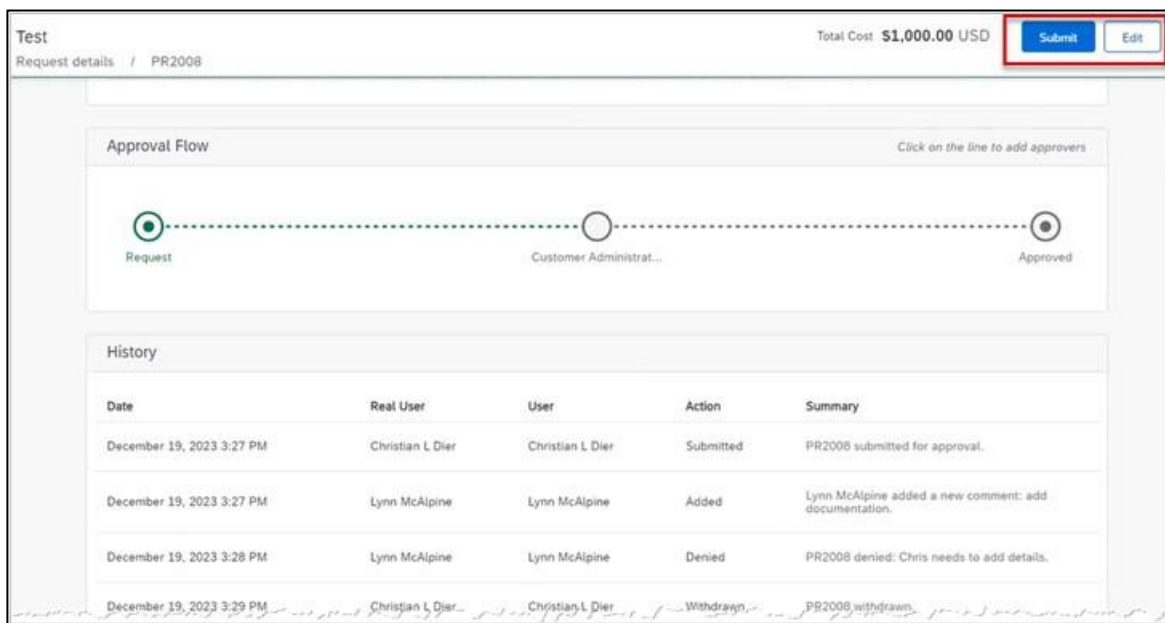 Test
Total Cost $1,000.00 USD
Submit
Edit
Request details / PR2008
Approval Flow
Click on the line to add approvers
Request
Customer Administrat...
Approved
History
Date Real User User Action Summary
December 19, 2023 3:27 PM Christian L Dier Christian L Dier Submitted PR2008 submitted for approval.
December 19, 2023 3:27 PM Lynn McAlpine Lynn McAlpine Added Lynn McAlpine added a new comment: add
documentation.
December 19, 2023 3:28 PM Lynn McAlpine Lynn McAlpine Denied PR2008 denied: Chris needs to add details.
December 19, 2023 3:29 PM Christian L Dier Christian L Dier Withdrawn PR2008 withdrawn.